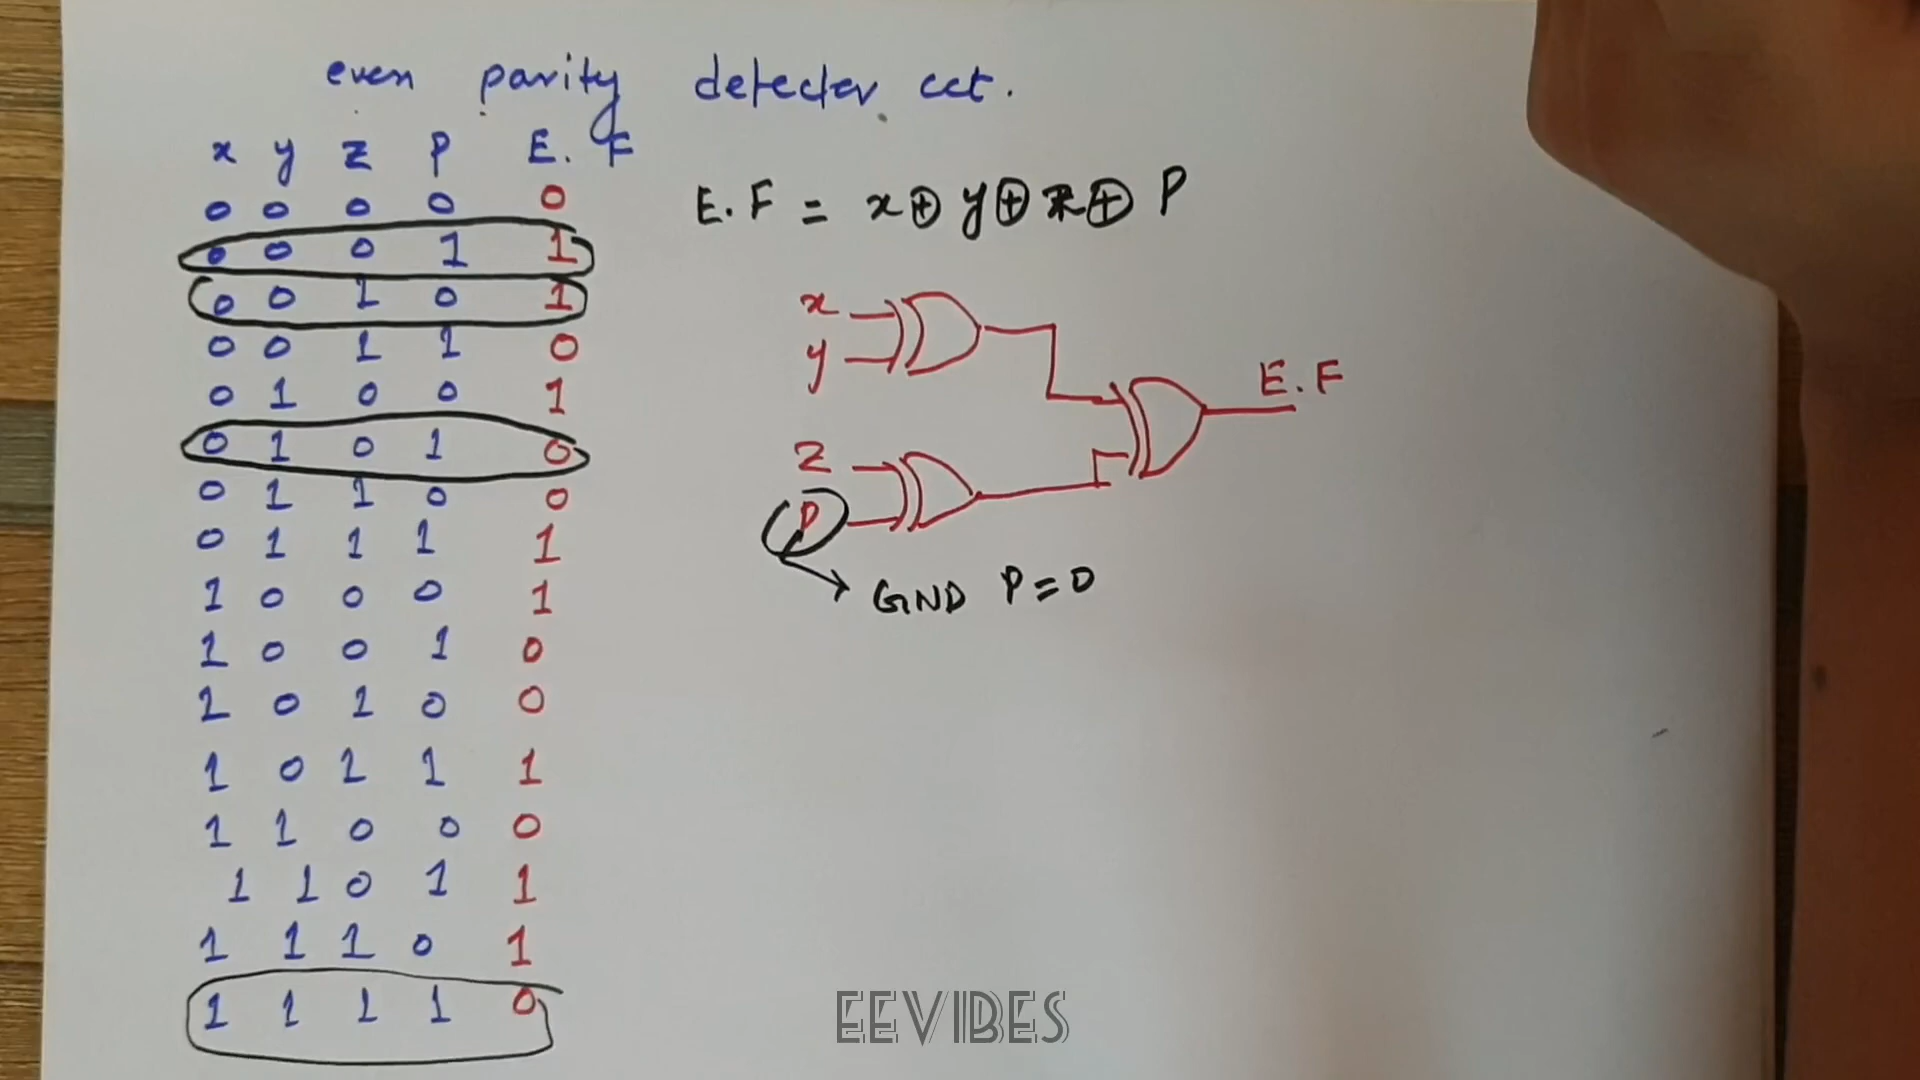 even parity detecter cct.
x y z P E.F
0 0 0 0 0
0 0 0 1 1
0 0 1 0 1
0 0 1 1 0
0 1 0 0 1
0 1 0 1 0
0 1 1 0 0
0 1 1 1 1
1 0 0 0 1
1 0 0 1 0
1 0 1 0 0
1 0 1 1 1
1 1 0 0 0
1 1 0 1 1
1 1 1 0 1
1 1 1 1 0
E.F = x⊕y⊕z⊕P
x
y
z
P
E.F
GND P=0
EEVIBES